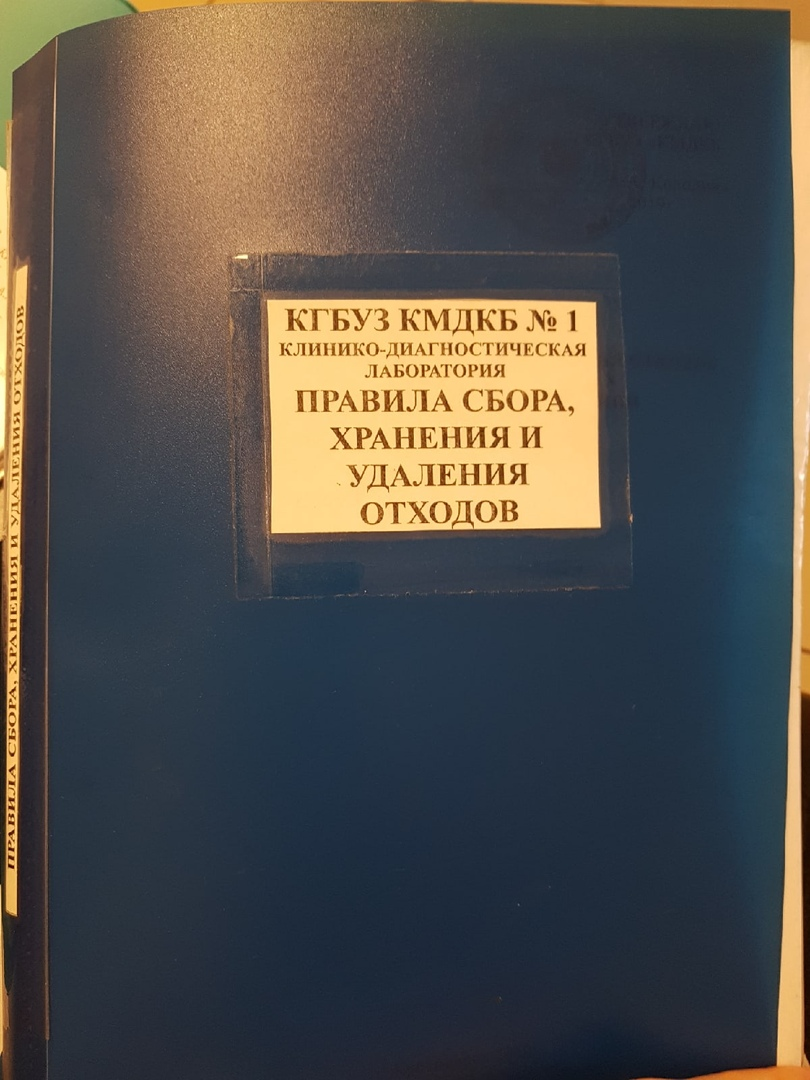 КГБУЗ КМДКБ № 1
КЛИНИКО-ДИАГНОСТИЧЕСКАЯ
ЛАБОРАТОРИЯ
ПРАВИЛА СБОРА,
ХРАНЕНИЯ И
УДАЛЕНИЯ
ОТХОДОВ
ПРАВИЛА СБОРА, ХРАНЕНИЯ И УДАЛЕНИЯ ОТХОДОВ